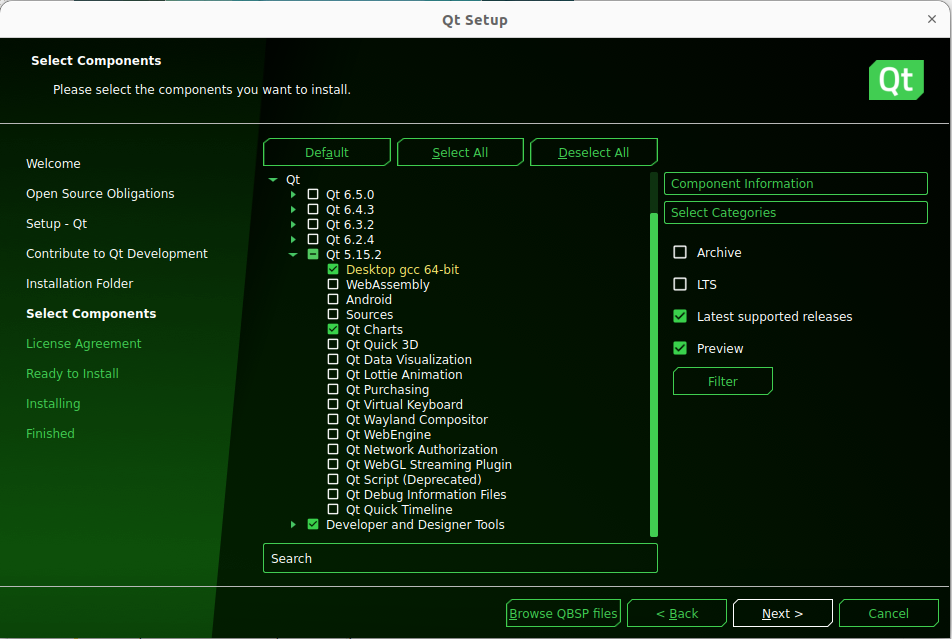 Qt Setup
Select Components
Please select the components you want to install.
Qt
Welcome
Open Source Obligations
Setup - Qt
Contribute to Qt Development
Installation Folder
Select Components
License Agreement
Ready to Install
Installing
Finished
Default
Select All
Deselect All
Qt
Qt 6.5.0
Qt 6.4.3
Qt 6.3.2
Qt 6.2.4
Qt 5.15.2
Desktop gcc 64-bit
WebAssembly
Android
Sources
Qt Charts
Qt Quick 3D
Qt Data Visualization
Qt Lottie Animation
Qt Purchasing
Qt Virtual Keyboard
Qt Wayland Compositor
Qt WebEngine
Qt Network Authorization
Qt WebGL Streaming Plugin
Qt Script (Deprecated)
Qt Debug Information Files
Qt Quick Timeline
Developer and Designer Tools
Search
Component Information
Select Categories
Archive
LTS
Latest supported releases
Preview
Filter
Browse QBSP files
< Back
Next >
Cancel